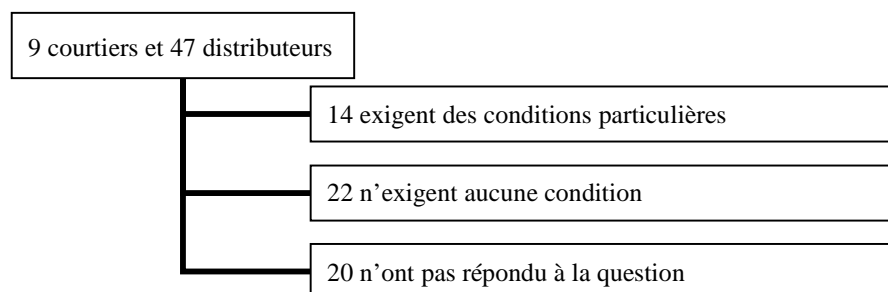 9 courtiers et 47 distributeurs
14 exigent des conditions particulières
22 n’exigent aucune condition
20 n’ont pas répondu à la question